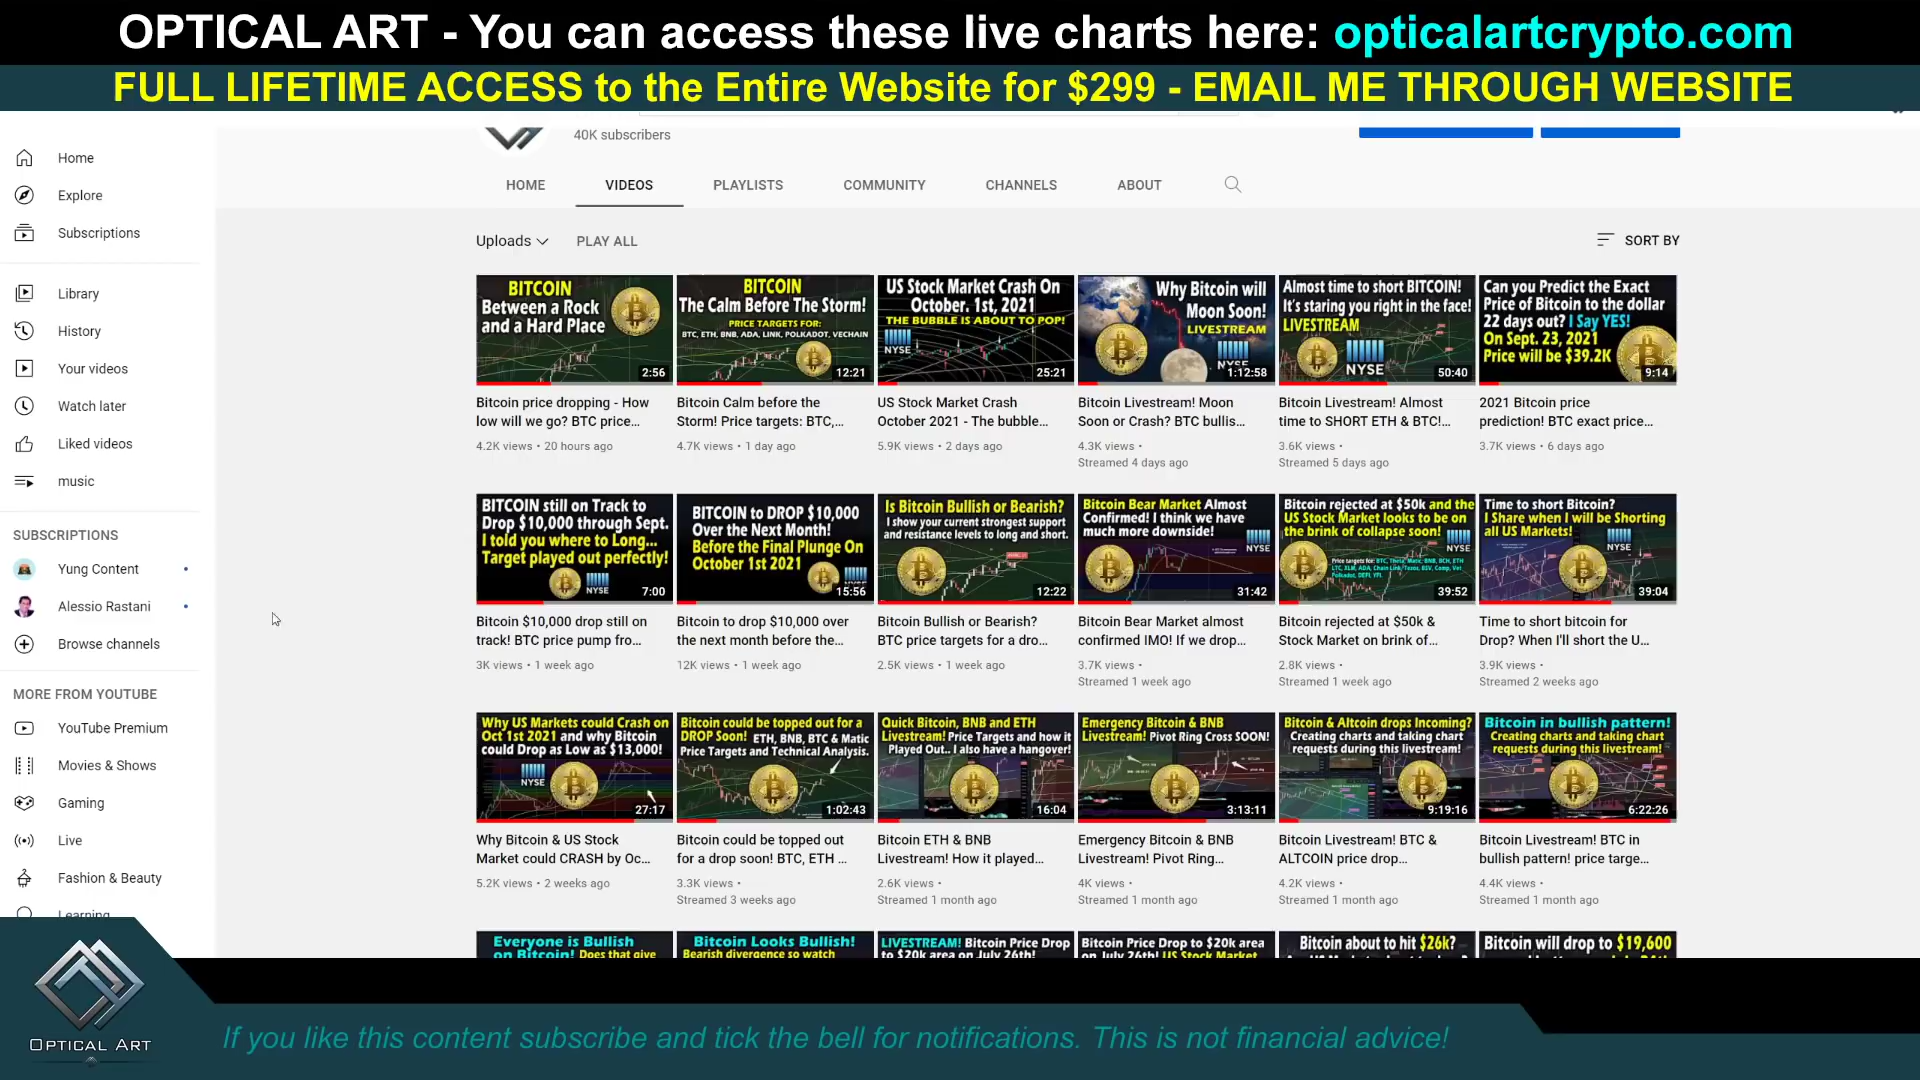 OPTICAL ART - You can access these live charts here: opticalartcrypto.com
FULL LIFETIME ACCESS to the Entire Website for $299 - EMAIL ME THROUGH WEBSITE
40K subscribers
HOME
VIDEOS
PLAYLISTS
COMMUNITY
CHANNELS
ABOUT
Home
Explore
Subscriptions
Library
History
Your videos
Watch later
Liked videos
music
SUBSCRIPTIONS
Yung Content
Alessio Rastani
Browse channels
MORE FROM YOUTUBE
YouTube Premium
Movies & Shows
Gaming
Live
Fashion & Beauty
Learning
Uploads
PLAY ALL
SORT BY
BITCOIN
Between a Rock
and a Hard Place
2:56
Bitcoin price dropping - How
low will we go? BTC price...
4.2K views • 20 hours ago
BITCOIN
The Calm Before The Storm!
PRICE TARGETS FOR:
BTC, ETH, BNB, ADA, LINK, POLKADOT, VECHAIN
12:21
Bitcoin Calm before the
Storm! Price targets: BTC,...
4.7K views • 1 day ago
US Stock Market Crash On
October. 1st, 2021
THE BUBBLE IS ABOUT TO POP!
NYSE
25:21
US Stock Market Crash
October 2021 - The bubble...
5.9K views • 2 days ago
Why Bitcoin will
Moon Soon!
LIVESTREAM
NYSE
1:12:58
Bitcoin Livestream! Moon
Soon or Crash? BTC bullis...
4.3K views •
Streamed 4 days ago
Almost time to short BITCOIN!
It's staring you right in the face!
LIVESTREAM
NYSE
50:40
Bitcoin Livestream! Almost
time to SHORT ETH & BTC!...
3.6K views •
Streamed 5 days ago
Can you Predict the Exact
Price of Bitcoin to the dollar
22 days out? I Say YES!
On Sept. 23, 2021
Price will be $39.2K
9:14
2021 Bitcoin price
prediction! BTC exact price...
3.7K views • 6 days ago
BITCOIN still on Track to
Drop $10,000 through Sept.
I told you where to Long...
Target played out perfectly!
NYSE
7:00
Bitcoin $10,000 drop still on
track! BTC price pump fro...
3K views • 1 week ago
BITCOIN to DROP $10,000
Over the Next Month!
Before the Final Plunge On
October 1st 2021
NYSE
15:56
Bitcoin to drop $10,000 over
the next month before the...
12K views • 1 week ago
Is Bitcoin Bullish or Bearish?
I show your current strongest support
and resistance levels to long and short.
12:22
Bitcoin Bullish or Bearish?
BTC price targets for a dro...
2.5K views • 1 week ago
Bitcoin Bear Market Almost
Confirmed! I think we have
much more downside!
NYSE
31:42
Bitcoin Bear Market almost
confirmed IMO! If we drop...
3.7K views •
Streamed 1 week ago
Bitcoin rejected at $50k and the
US Stock Market looks to be on
the brink of collapse soon!
NYSE
39:52
Bitcoin rejected at $50k &
Stock Market on brink of...
2.8K views •
Streamed 1 week ago
Time to short Bitcoin?
I Share when I will be Shorting
all US Markets!
NYSE
39:04
Time to short bitcoin for
Drop? When I'll short the U...
3.9K views •
Streamed 2 weeks ago
Why US Markets could Crash on
Oct 1st 2021 and why Bitcoin
could Drop as Low as $13,000!
NYSE
27:17
Why Bitcoin & US Stock
Market could CRASH by Oc...
5.2K views • 2 weeks ago
Bitcoin could be topped out for a
DROP Soon! ETH, BNB, BTC & Matic
Price Targets and Technical Analysis.
1:02:43
Bitcoin could be topped out
for a drop soon! BTC, ETH ...
3.3K views •
Streamed 3 weeks ago
Quick Bitcoin, BNB and ETH
Livestream! Price Targets and how it
Played Out.. I also have a hangover!
16:04
Bitcoin ETH & BNB
Livestream! How it played...
2.6K views •
Streamed 1 month ago
Emergency Bitcoin & BNB
Livestream! Pivot Ring Cross SOON!
3:13:11
Emergency Bitcoin & BNB
Livestream! Pivot Ring...
4K views •
Streamed 1 month ago
Bitcoin & Altcoin drops Incoming?
Creating charts and taking chart
requests during this livestream!
9:19:16
Bitcoin Livestream! BTC &
ALTCOIN price drop...
4.2K views •
Streamed 1 month ago
Bitcoin in bullish pattern!
Creating charts and taking chart
requests during this livestream!
6:22:26
Bitcoin Livestream! BTC in
bullish pattern! price targe...
4.4K views •
Streamed 1 month ago
Everyone is Bullish
on Bitcoin! Does that give
Bitcoin Looks Bullish!
Bearish divergence so watch
LIVESTREAM! Bitcoin Price Drop
to $20k area on July 26th!
Bitcoin Price Drop to $20k area
on July 26th! US Stock Market
Bitcoin about to hit $26k?
Bitcoin will drop to $19,600
OPTICAL ART
If you like this content subscribe and tick the bell for notifications. This is not financial advice!